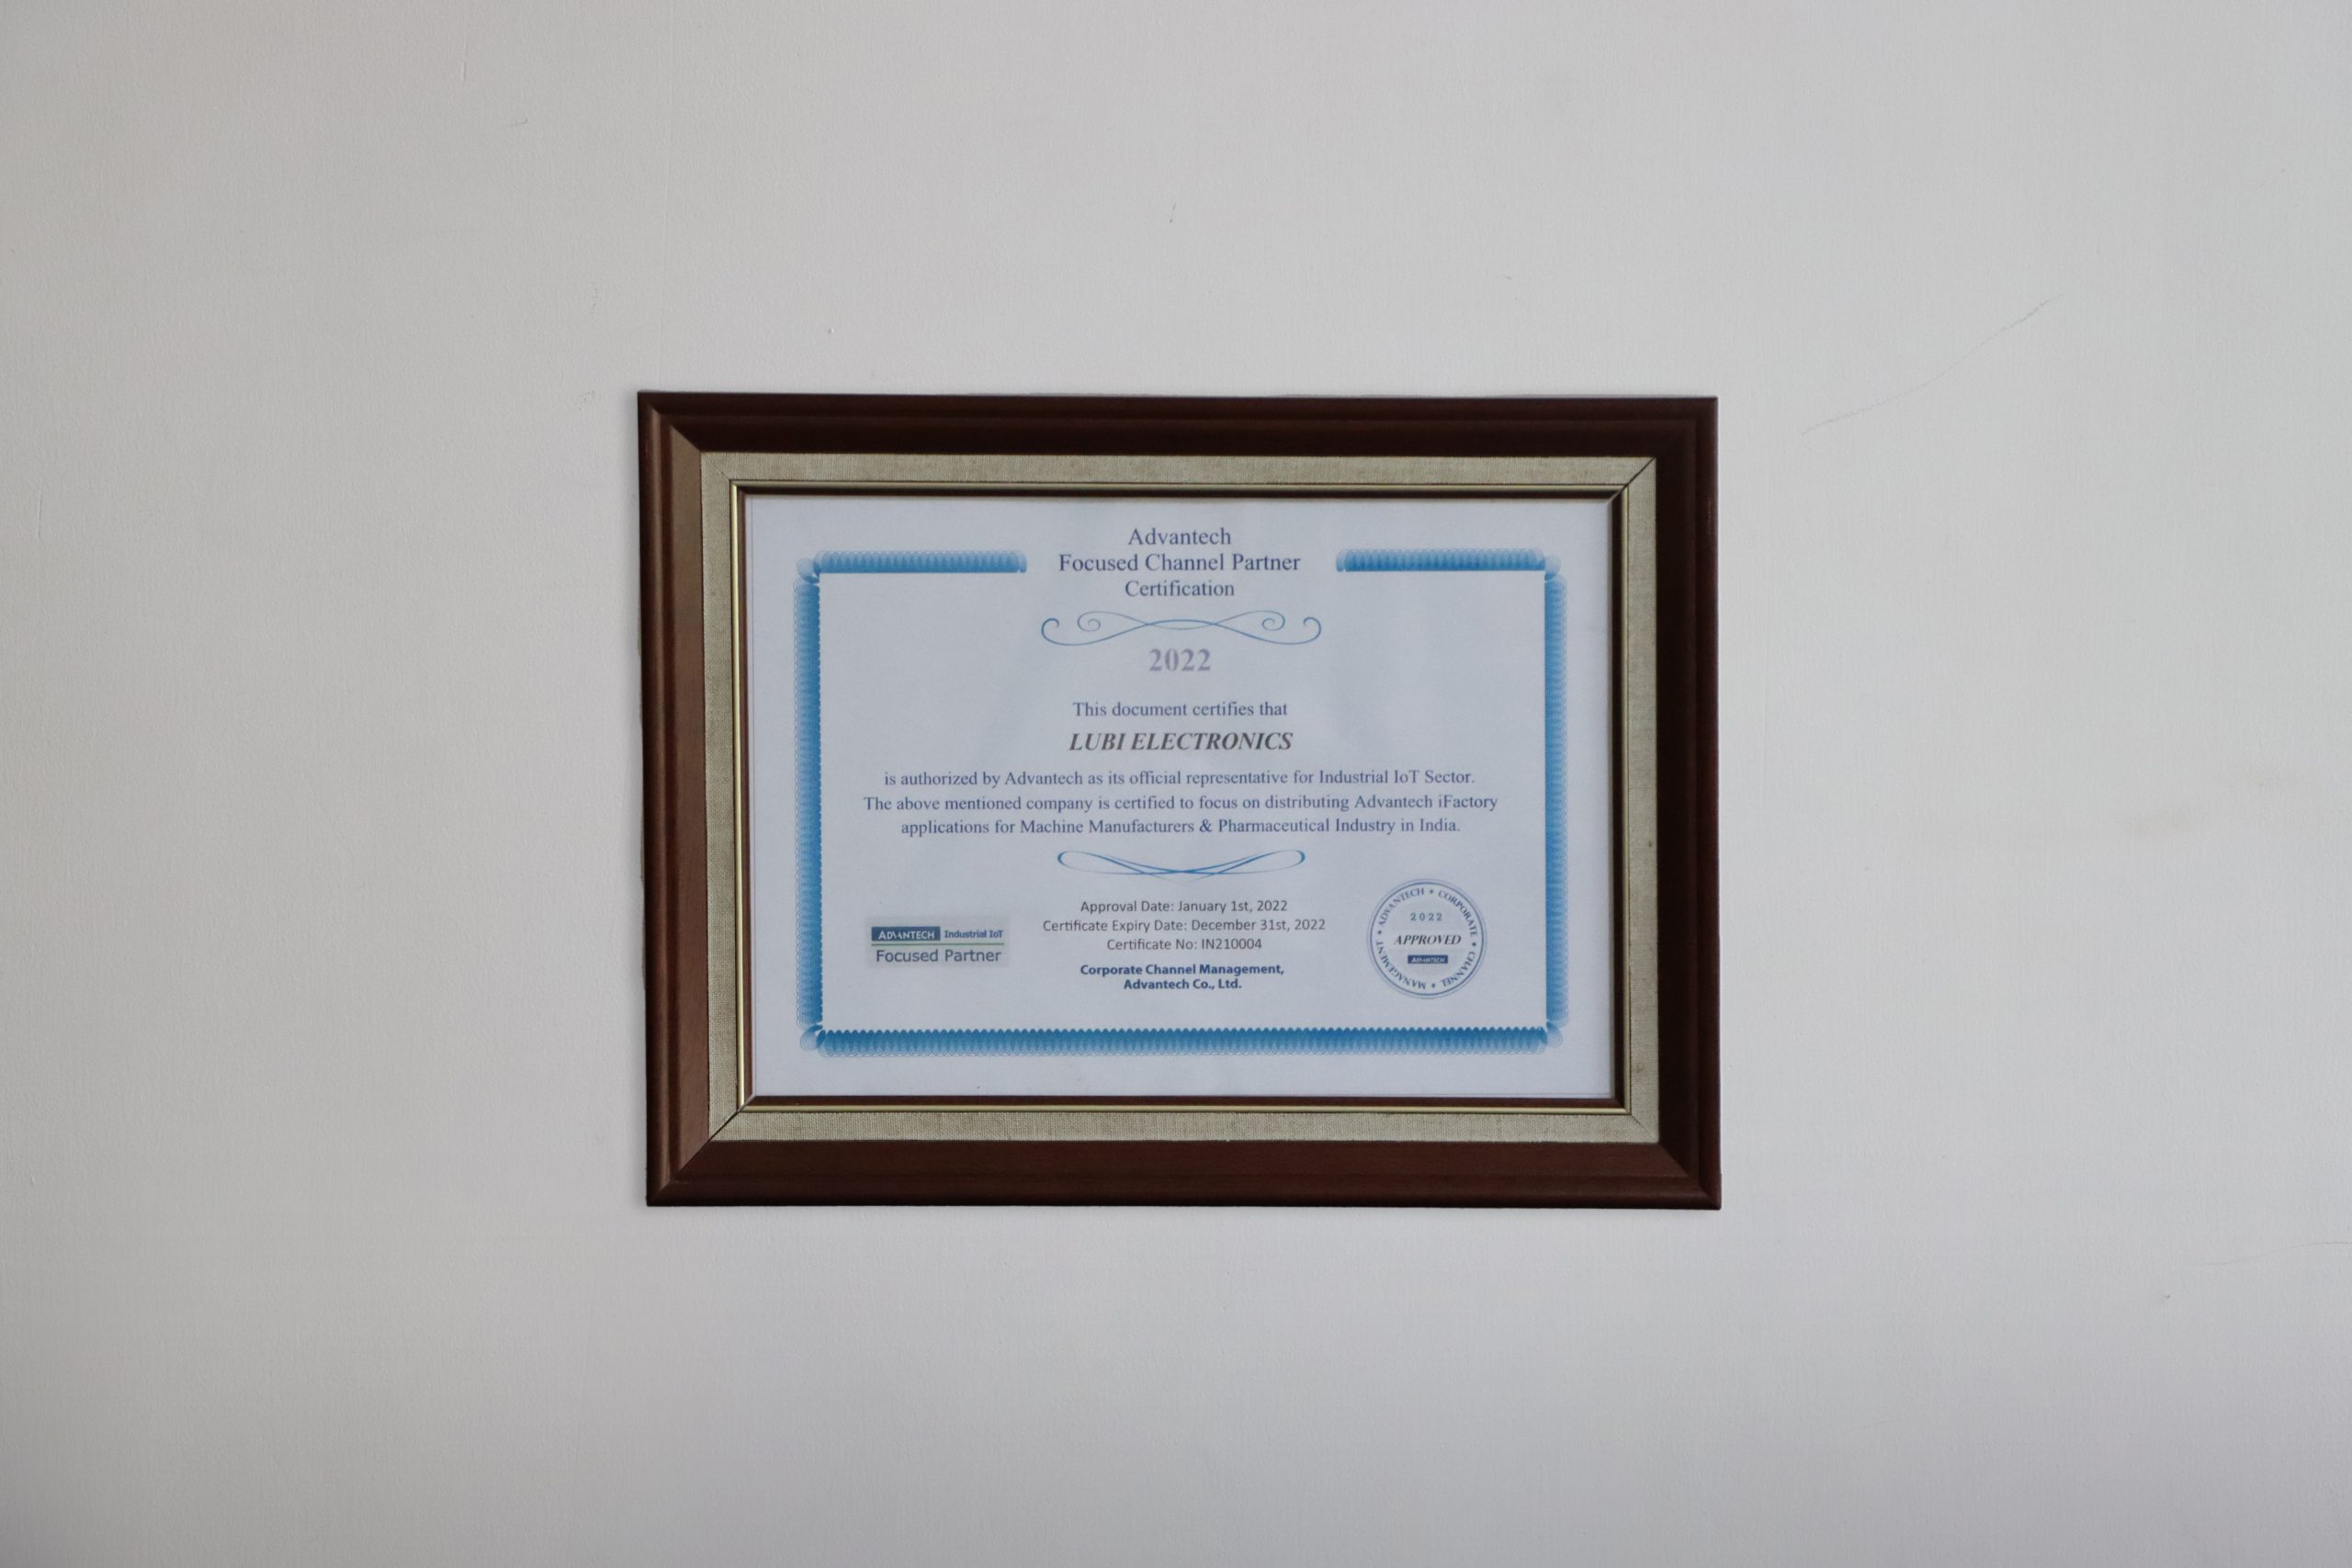 Advantech
Focused Channel Partner
Certification
2022
This document certifies that
LUBI ELECTRONICS
is authorized by Advantech as its official representative for Industrial IoT Sector.
The above mentioned company is certified to focus on distributing Advantech iFactory
applications for Machine Manufacturers & Pharmaceutical Industry in India.
Approval Date: January 1st, 2022
Certificate Expiry Date: December 31st, 2022
Certificate No: IN210004
Corporate Channel Management,
Advantech Co., Ltd.
ADVANTECH Industrial IoT
Focused Partner
ADVANTECH * CORPORATE * CHANNEL * MANAGEMENT *
2022
APPROVED
ADVANTECH